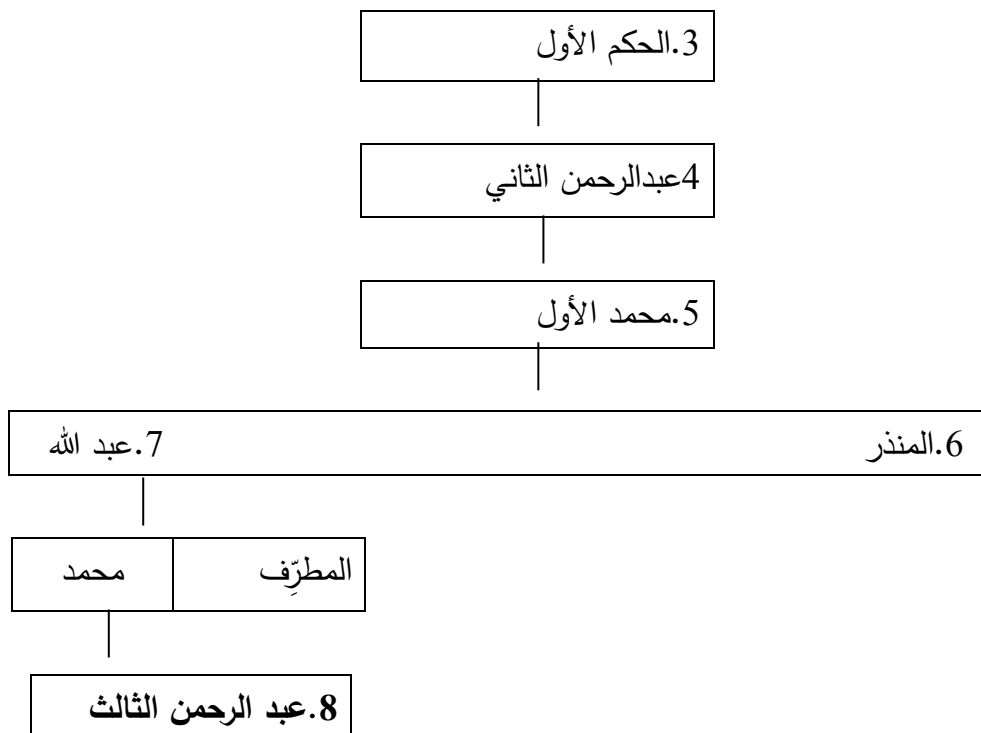 3.الحكم الأول
4عبدالرحمن الثاني
5.محمد الأول
6.المنذر 7.عبد الله
المطرِّف محمد
8.عبد الرحمن الثالث